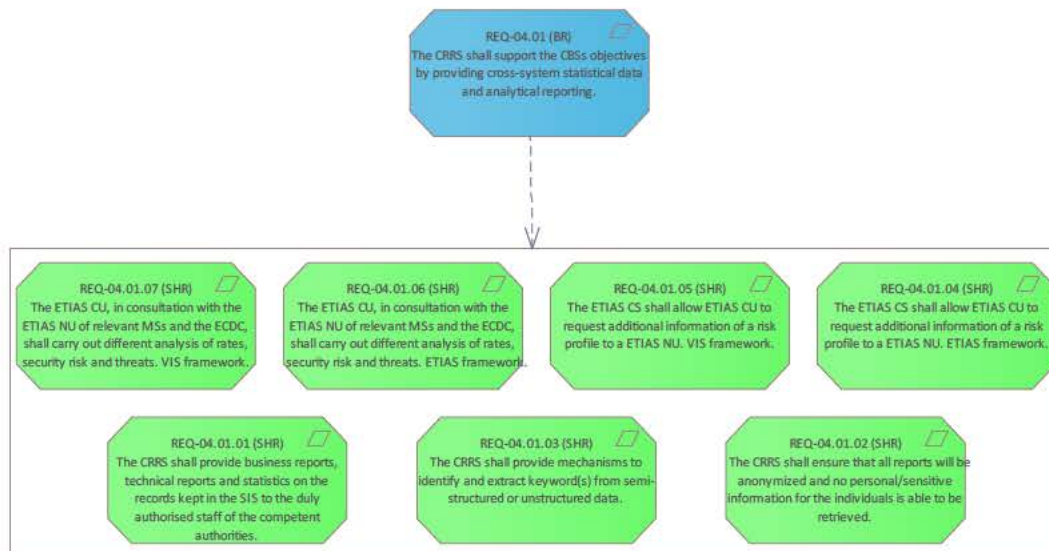 REQ-04.01 (BR)
The CRRS shall support the CBSs objectives
by providing cross-system statistical data
and analytical reporting.
REQ-04.01.07 (SHR)
The ETIAS CU, in consultation with the
ETIAS NU of relevant MSs and the ECDC,
shall carry out different analysis of rates,
security risk and threats. VIS framework.
REQ-04.01.06 (SHR)
The ETIAS CU, in consultation with the
ETIAS NU of relevant MSs and the ECDC,
shall carry out different analysis of rates,
security risk and threats. ETIAS framework.
REQ-04.01.05 (SHR)
The ETIAS CS shall allow ETIAS CU to
request additional information of a risk
profile to a ETIAS NU. VIS framework.
REQ-04.01.04 (SHR)
The ETIAS CS shall allow ETIAS CU to
request additional information of a risk
profile to a ETIAS NU. ETIAS framework.
REQ-04.01.01 (SHR)
The CRRS shall provide business reports,
technical reports and statistics on the
records kept in the SIS to the duly
authorised staff of the competent
authorities.
REQ-04.01.03 (SHR)
The CRRS shall provide mechanisms to
identify and extract keyword(s) from semi-
structured or unstructured data.
REQ-04.01.02 (SHR)
The CRRS shall ensure that all reports will be
anonymized and no personal/sensitive
information for the individuals is able to be
retrieved.